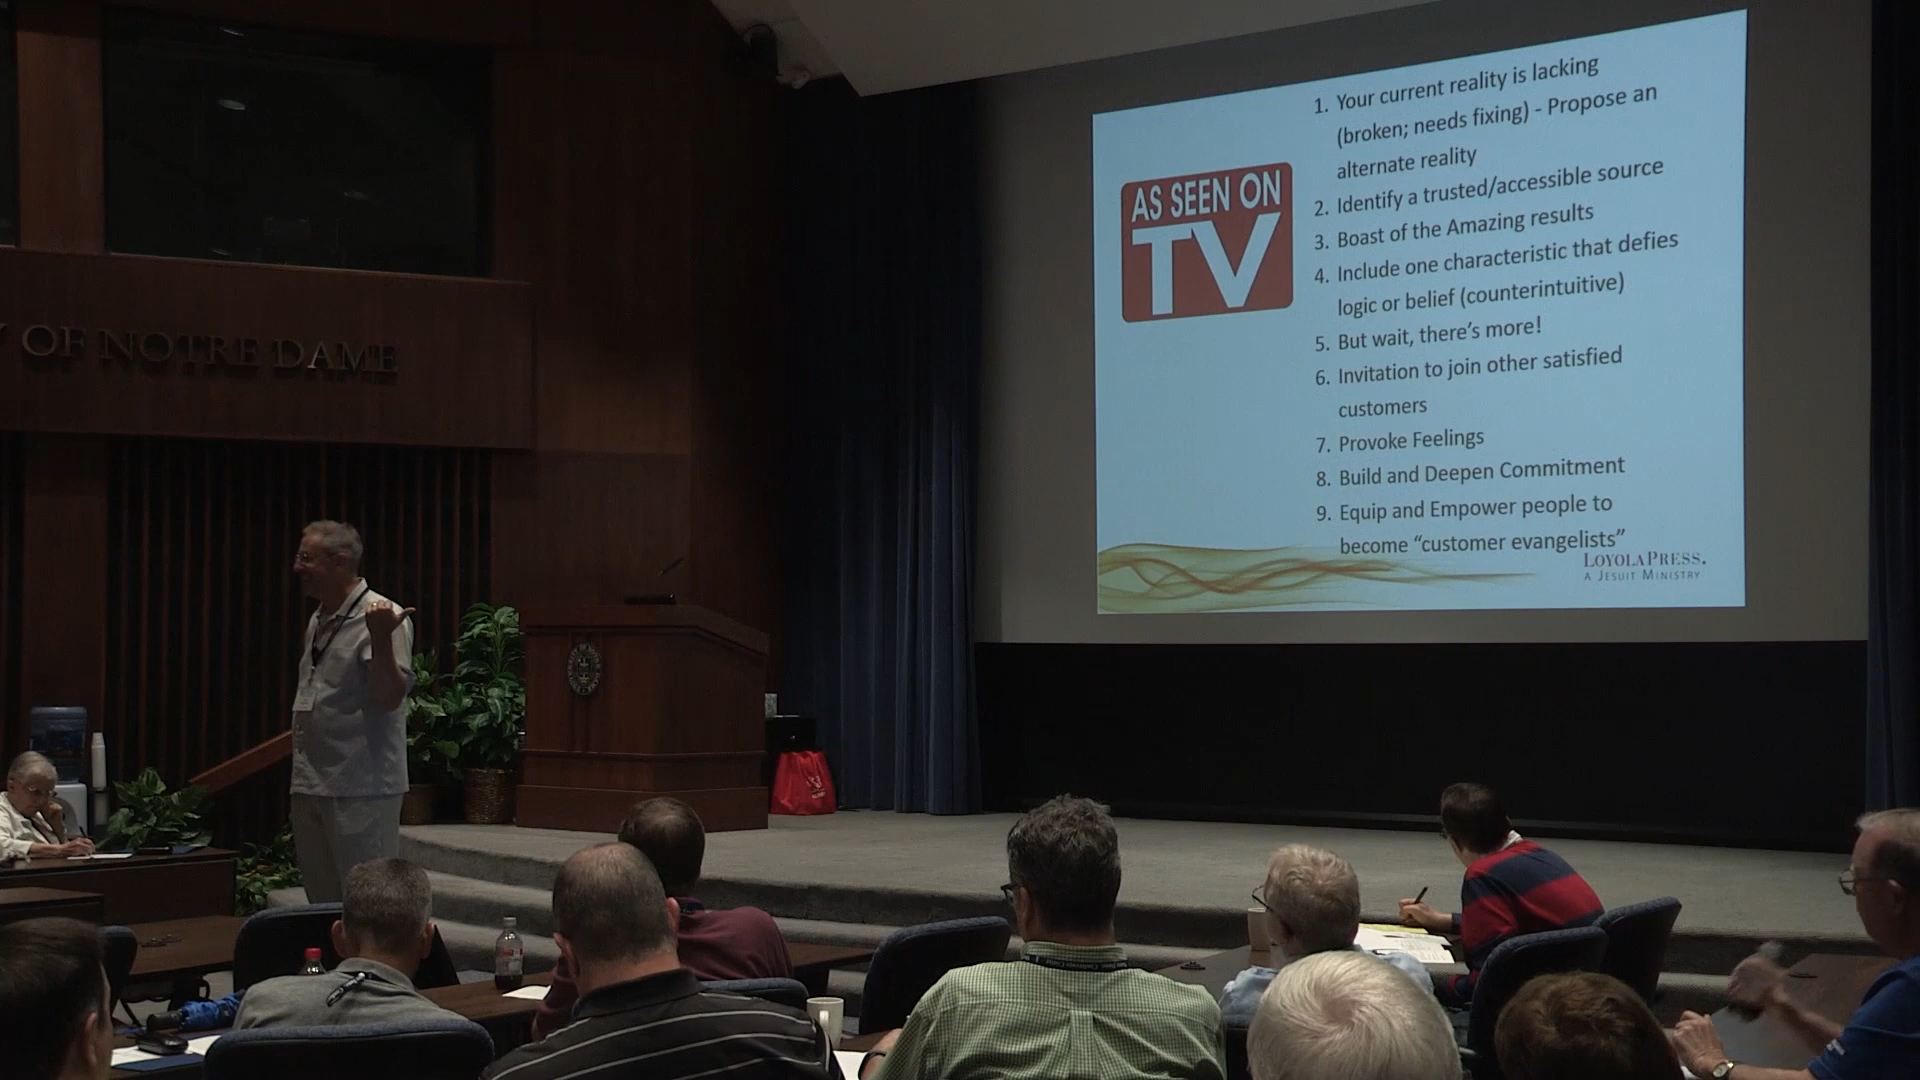 Y OF NOTRE DAME
AS SEEN ON
TV
1. Your current reality is lacking
(broken; needs fixing) - Propose an
alternate reality
2. Identify a trusted/accessible source
3. Boast of the Amazing results
4. Include one characteristic that defies
logic or belief (counterintuitive)
5. But wait, there's more!
6. Invitation to join other satisfied
customers
7. Provoke Feelings
8. Build and Deepen Commitment
9. Equip and Empower people to
become “customer evangelists”
LOYOLAPRESS.
A JESUIT MINISTRY